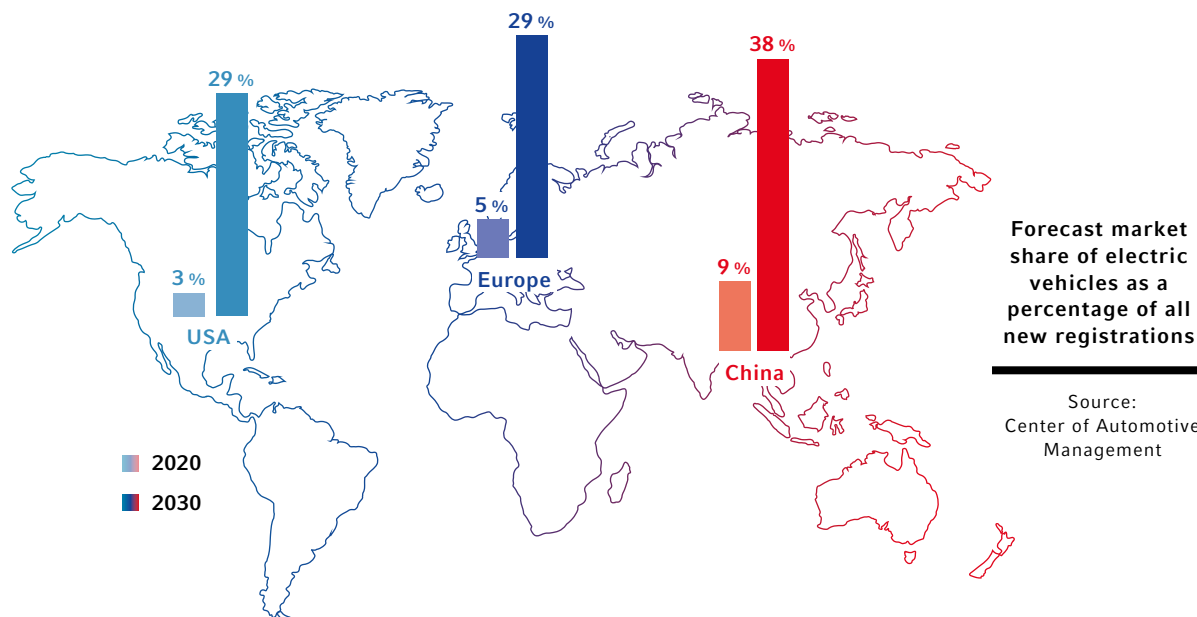 29 %
3 %
USA
29 %
5 %
Europe
38 %
9 %
China
2020
2030
Forecast market
share of electric
vehicles as a
percentage of all
new registrations
Source:
Center of Automotive
Management